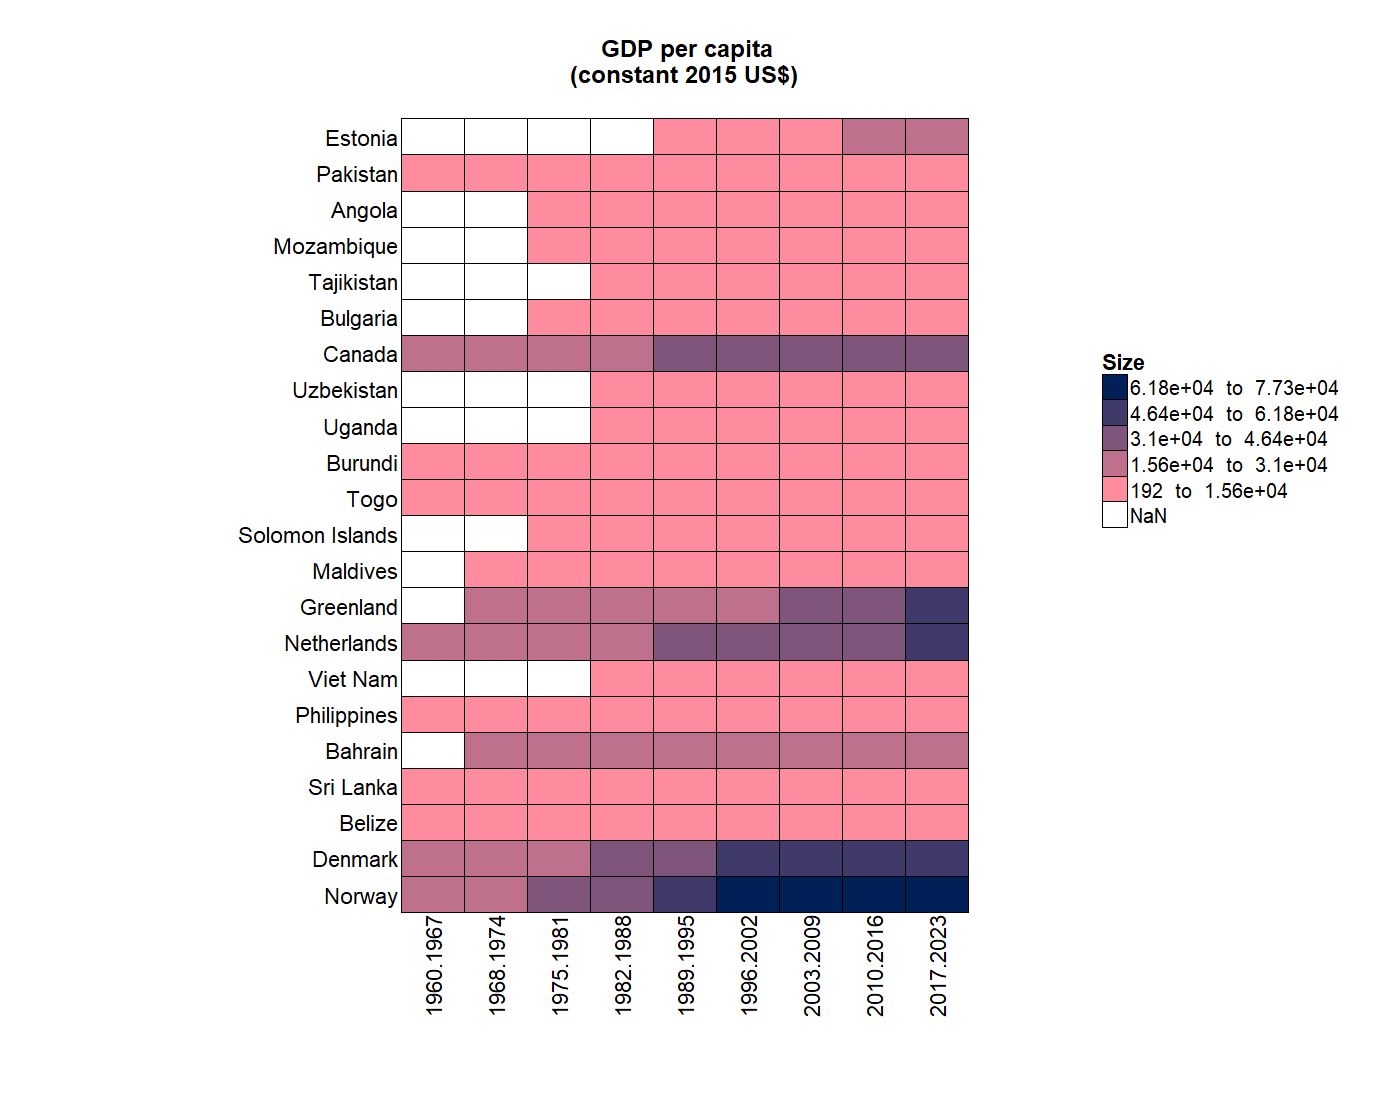 GDP per capita
(constant 2015 US$)
Estonia
Pakistan
Angola
Mozambique
Tajikistan
Bulgaria
Canada
Uzbekistan
Uganda
Burundi
Togo
Solomon Islands
Maldives
Greenland
Netherlands
Viet Nam
Philippines
Bahrain
Sri Lanka
Belize
Denmark
Norway
1960.1967
1968.1974
1975.1981
1982.1988
1989.1995
1996.2002
2003.2009
2010.2016
2017.2023
Size
6.18e+04 to 7.73e+04
4.64e+04 to 6.18e+04
3.1e+04 to 4.64e+04
1.56e+04 to 3.1e+04
192 to 1.56e+04
NaN